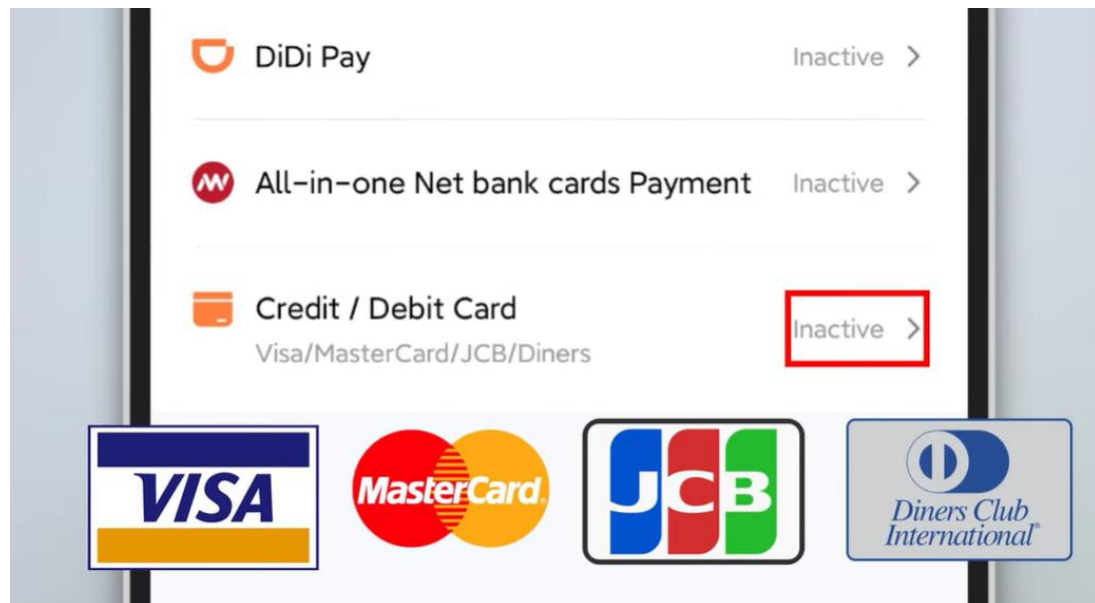 DiDi Pay
Inactive >
All-in-one Net bank cards Payment
Inactive >
Credit / Debit Card
Visa/MasterCard/JCB/Diners
Inactive >
VISA
MasterCard
JCB
Diners Club
International®